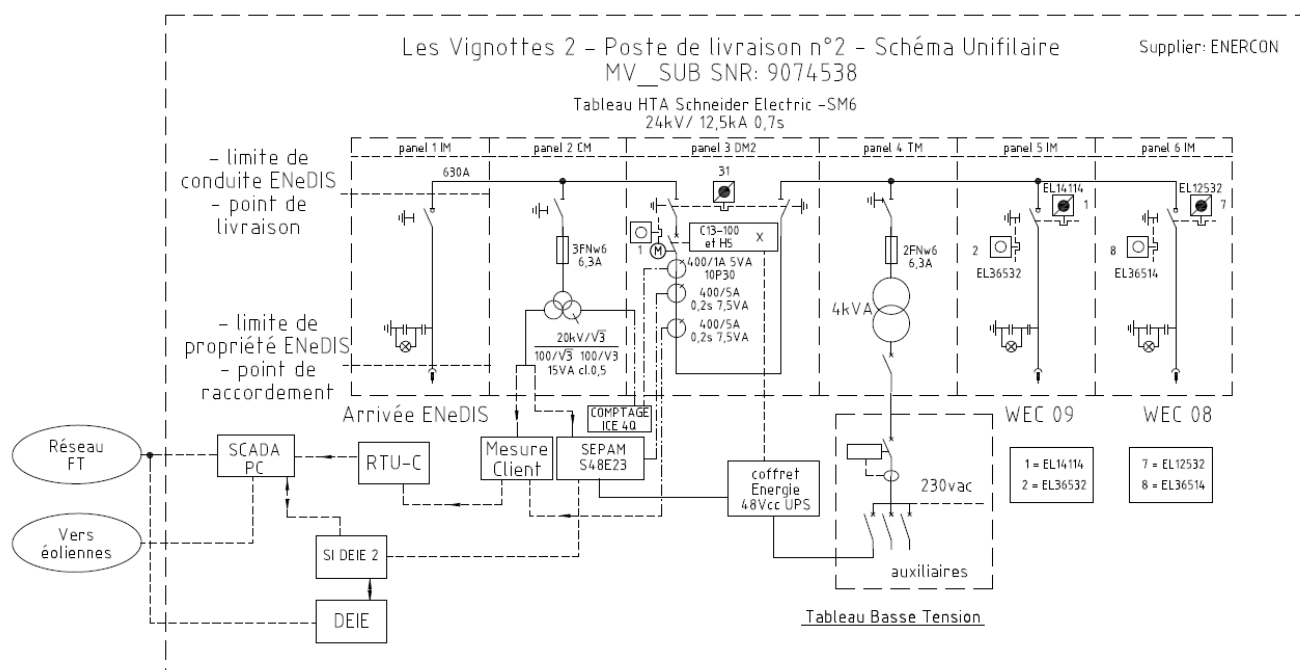 Les Vignottes 2 - Poste de livraison n°2 - Schéma Unifilaire
Supplier: ENERCON
MV_SUB SNR: 9074538
Tableau HTA Schneider Electric -SM6
24kV/ 12,5kA 0,7s
panel 1 IM
panel 2 CM
panel 3 DM2
panel 4 TM
panel 5 IM
panel 6 IM
- limite de
conduite ENeDIS
- point de
livraison
630A
31
EL14114
1
EL12532
7
3FNw6
6,3A
1
M
C13-100
et H5
X
2FNw6
6,3A
2
EL36532
8
EL36514
400/1A 5VA
10P30
400/5A
0,2s 7,5VA
400/5A
0,2s 7,5VA
4kVA
- limite de
propriété ENeDIS
- point de
raccordement
20kV/√3
100/√3 100/√3
15VA cl.0,5
Arrivée ENeDIS
COMPTAGE
ICE 4Q
WEC 09
WEC 08
Réseau
FT
SCADA
PC
RTU-C
Mesure
Client
SEPAM
S48E23
coffret
Energie
48Vcc UPS
230vac
1 = EL14114
2 = EL36532
7 = EL12532
8 = EL36514
Vers
éoliennes
SI DEIE 2
auxiliaires
DEIE
Tableau Basse Tension